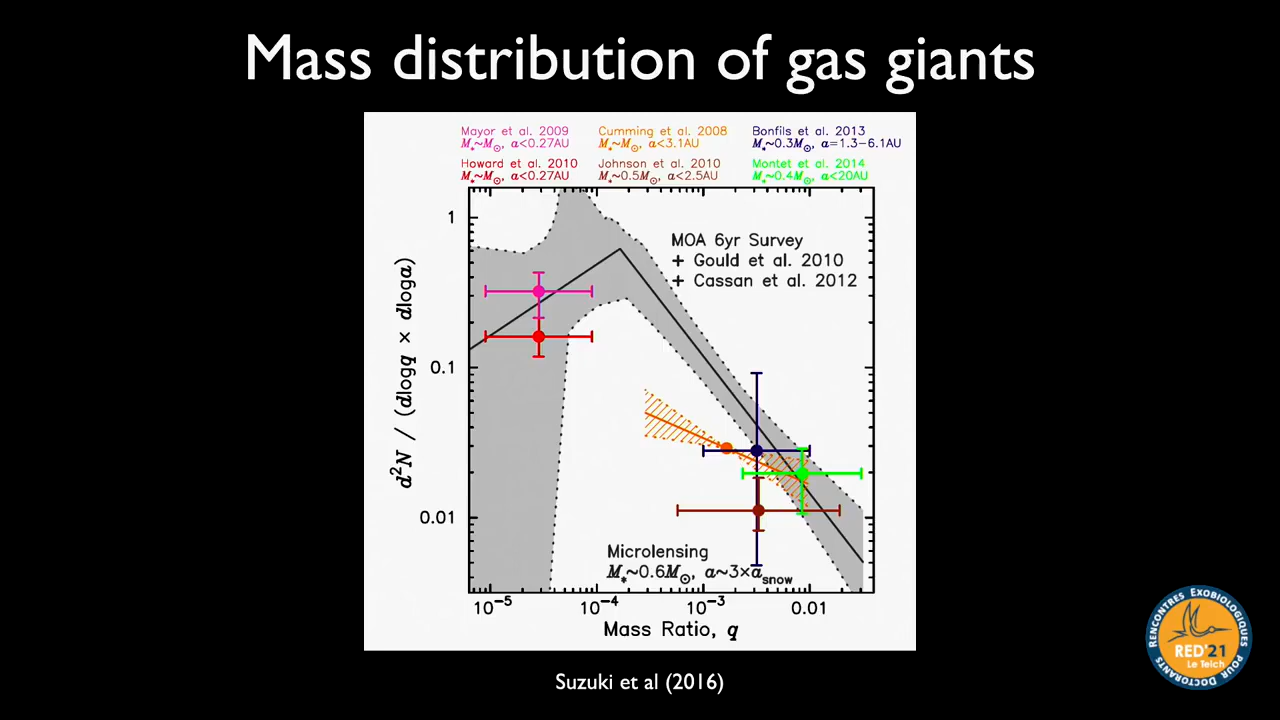 Mass distribution of gas giants
Mayor et al. 2009
M*~M⊙, a<0.27AU
Cumming et al. 2008
M*~M⊙, a<3.1AU
Bonfils et al. 2013
M*~0.3M⊙, a=1.3−6.1AU
Howard et al. 2010
M*~M⊙, a<0.27AU
Johnson et al. 2010
M*~0.5M⊙, a<2.5AU
Montet et al. 2014
M*~0.4M⊙, a<20AU
MOA 6yr Survey
+ Gould et al. 2010
+ Cassan et al. 2012
1
0.1
0.01
d²N / (dlogq × dloga)
Microlensing
M*~0.6M⊙, a~3×a_snow
10⁻⁵
10⁻⁴
10⁻³
0.01
Mass Ratio, q
Suzuki et al (2016)
RENCONTRES EXOBIOLOGIQUES
POUR DOCTORANTS
RED'21
Le Teich